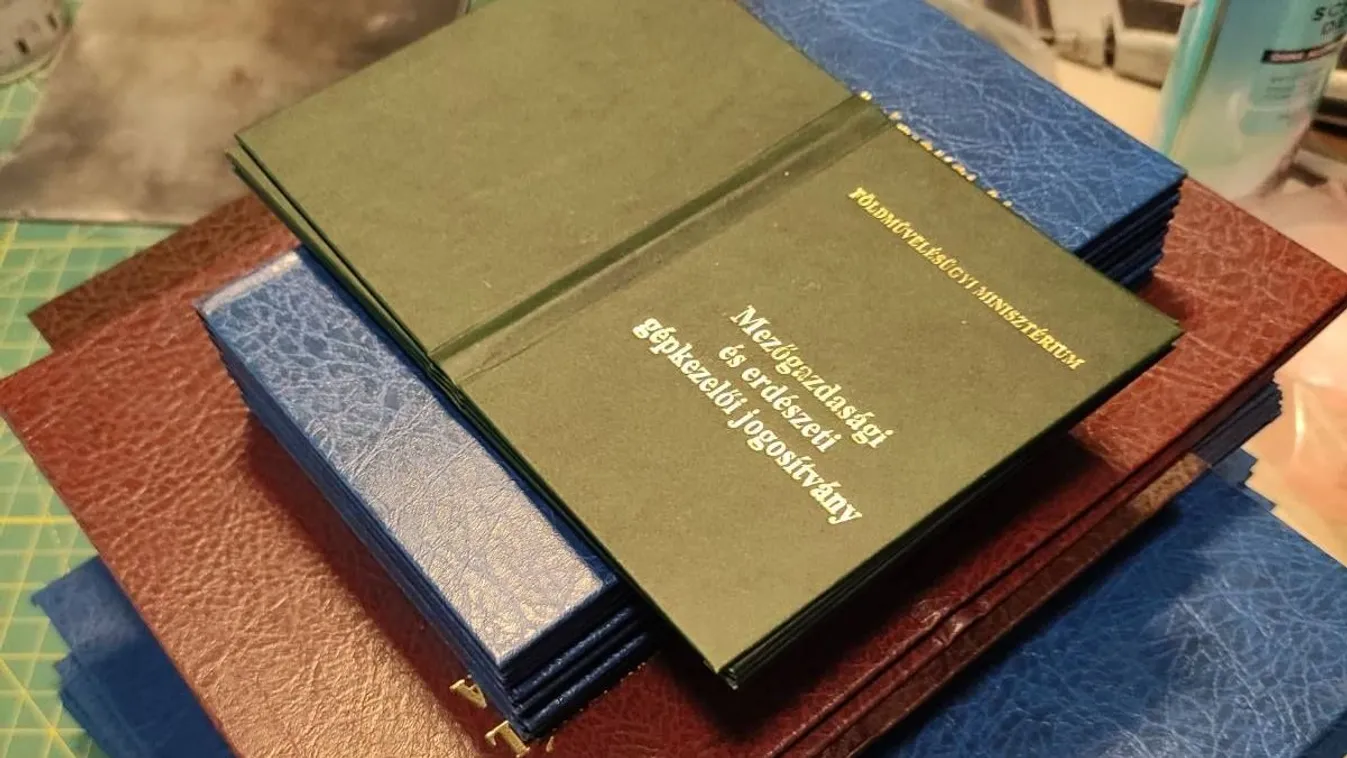 FÖLDMŰVELÉSÜGYI MINISZTÉRIUM
Mezőgazdasági
és erdészeti
gépkezelői jogosítvány